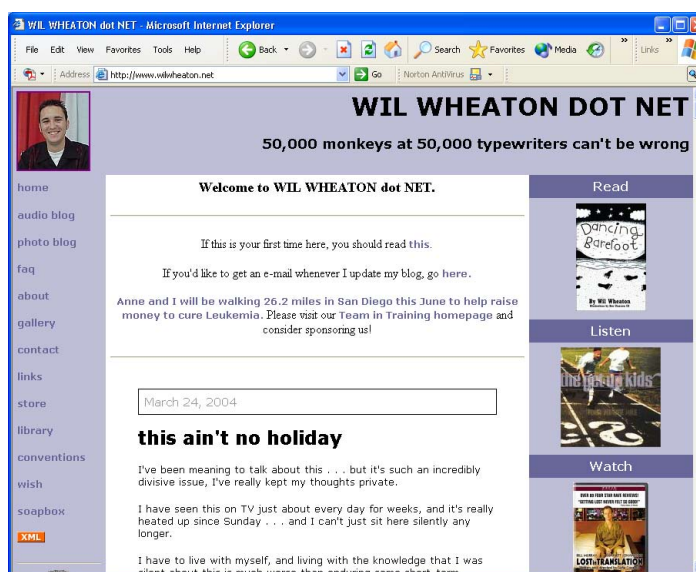 WIL WHEATON dot NET - Microsoft Internet Explorer
File Edit View Favorites Tools Help
Back
Search Favorites Media
Links
Address http://www.wilwheaton.net
Go Norton AntiVirus
WIL WHEATON DOT NET
50,000 monkeys at 50,000 typewriters can't be wrong
home
audio blog
photo blog
faq
about
gallery
contact
links
store
library
conventions
wish
soapbox
XML
Welcome to WIL WHEATON dot NET.
If this is your first time here, you should read this.
If you'd like to get an e-mail whenever I update my blog, go here.
Anne and I will be walking 26.2 miles in San Diego this June to help raise
money to cure Leukemia. Please visit our Team in Training homepage and
consider sponsoring us!
March 24, 2004
this ain't no holiday
I've been meaning to talk about this . . . but it's such an incredibly
divisive issue, I've really kept my thoughts private.
I have seen this on TV just about every day for weeks, and it's really
heated up since Sunday . . . and I can't just sit here silently any
longer.
I have to live with myself, and living with the knowledge that I was
Read
Dancing
Barefoot
By Wil Wheaton
Listen
the get up kids
Watch
LOST IN TRANSLATION